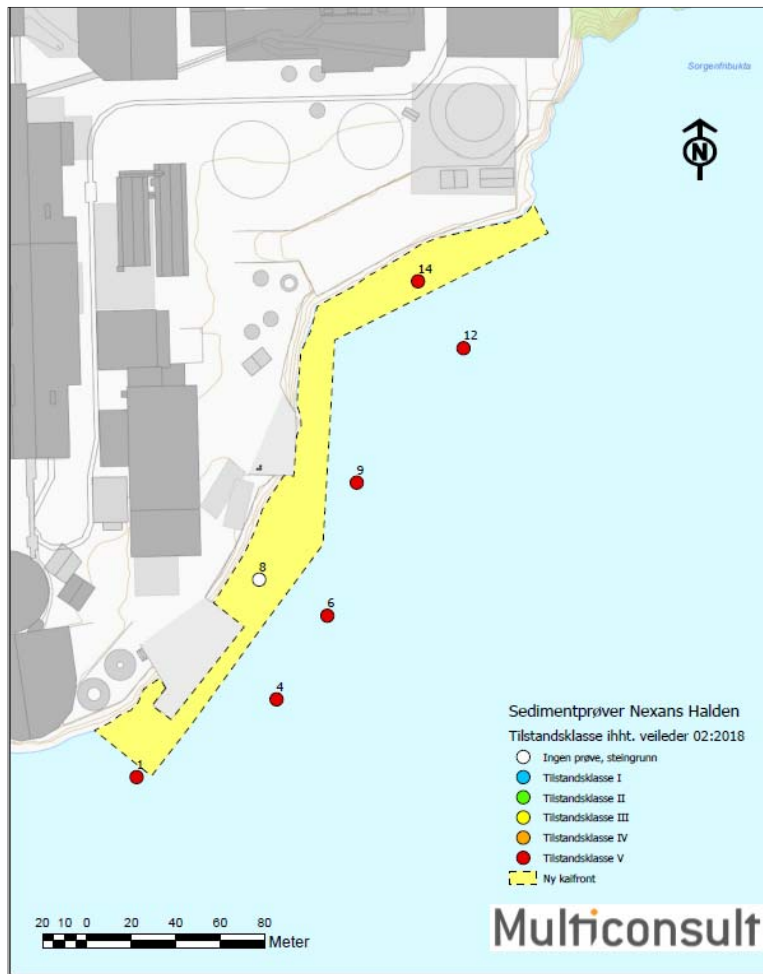 Sorgenfribukta
N
14
12
9
8
6
4
1
Sedimentprøver Nexans Halden
Tilstandsklasse ihht. veileder 02:2018
Ingen prøve, steingrunn
Tilstandsklasse I
Tilstandsklasse II
Tilstandsklasse III
Tilstandsklasse IV
Tilstandsklasse V
Ny kaifront
20 10 0 20 40 60 80
Meter
Multiconsult